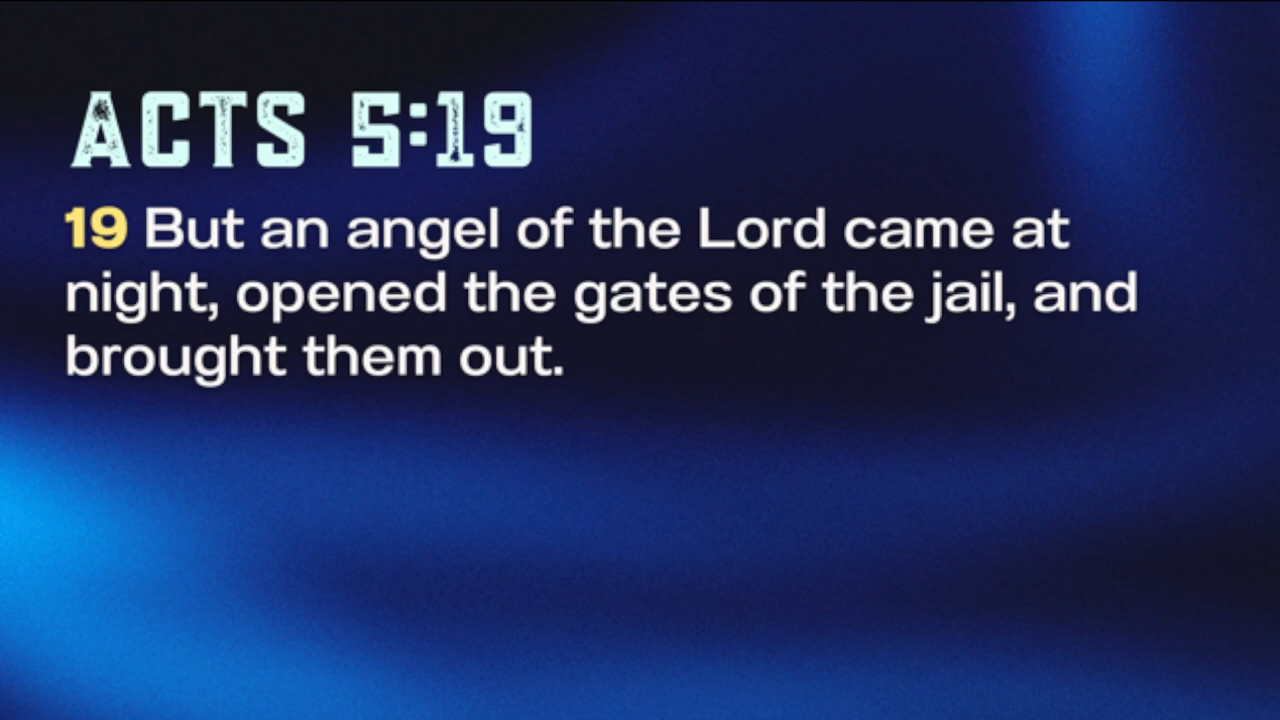 ACTS 5:19
19 But an angel of the Lord came at
night, opened the gates of the jail, and
brought them out.